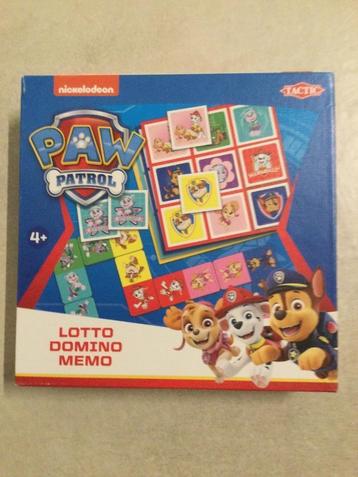 nickelodeon
TACTIC
PAW
PATROL
4+
LOTTO
DOMINO
MEMO